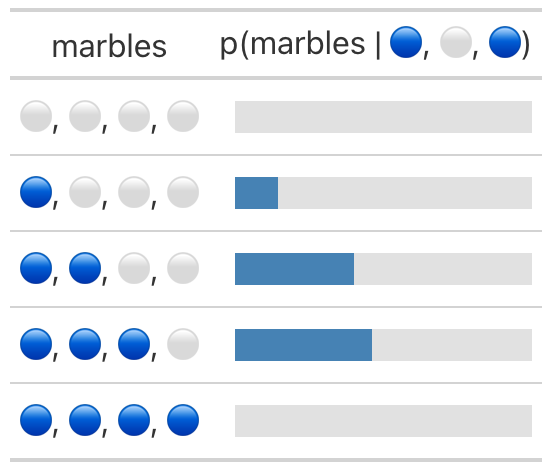 marbles p(marbles | 🔵, ⚪, 🔵)
⚪, ⚪, ⚪, ⚪
🔵, ⚪, ⚪, ⚪
🔵, 🔵, ⚪, ⚪
🔵, 🔵, 🔵, ⚪
🔵, 🔵, 🔵, 🔵